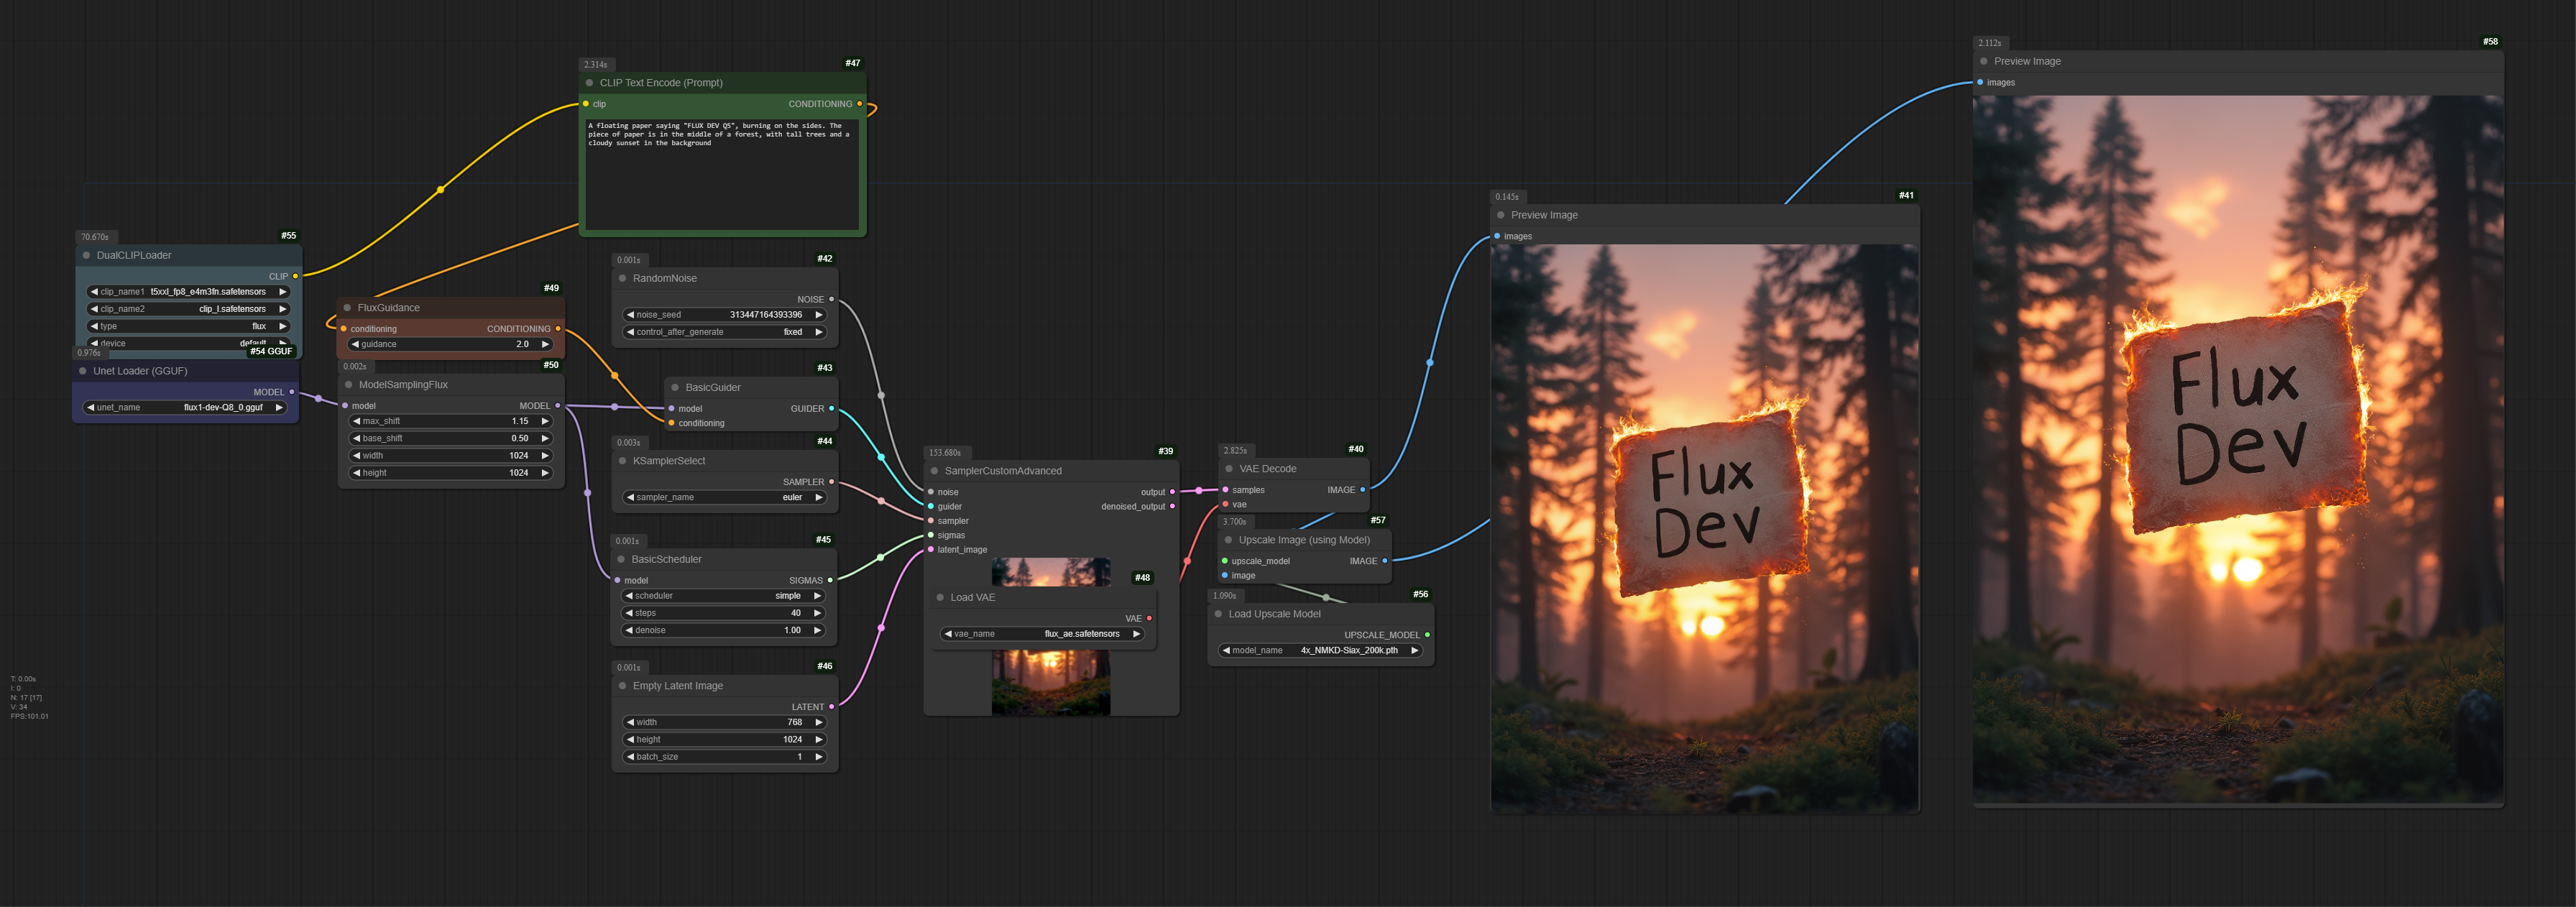 2.314s
#47
CLIP Text Encode (Prompt)
clip
CONDITIONING
A floating paper saying "FLUX DEV Q5", burning on the sides. The
piece of paper is in the middle of a forest, with tall trees and a
cloudy sunset in the background
70.670s
#55
DualCLIPLoader
CLIP
clip_name1 t5xxl_fp8_e4m3fn.safetensors
clip_name2 clip_l.safetensors
type flux
device default
0.976s
#54 GGUF
Unet Loader (GGUF)
MODEL
unet_name flux1-dev-Q8_0.gguf
#49
FluxGuidance
conditioning
CONDITIONING
guidance 2.0
0.002s
#50
ModelSamplingFlux
model
MODEL
max_shift 1.15
base_shift 0.50
width 1024
height 1024
0.001s
#42
RandomNoise
NOISE
noise_seed 313447164393396
control_after_generate fixed
#43
BasicGuider
model
GUIDER
conditioning
0.003s
#44
KSamplerSelect
SAMPLER
sampler_name euler
0.001s
#45
BasicScheduler
model
SIGMAS
scheduler simple
steps 40
denoise 1.00
0.001s
#46
Empty Latent Image
LATENT
width 768
height 1024
batch_size 1
153.680s
#39
SamplerCustomAdvanced
noise
output
guider
denoised_output
sampler
sigmas
latent_image
#48
Load VAE
VAE
vae_name flux_ae.safetensors
2.825s
#40
VAE Decode
samples
IMAGE
vae
3.700s
#57
Upscale Image (using Model)
upscale_model
IMAGE
image
1.090s
#56
Load Upscale Model
UPSCALE_MODEL
model_name 4x_NMKD-Siax_200k.pth
0.145s
#41
Preview Image
images
Flux
Dev
2.112s
#58
Preview Image
images
Flux
Dev
T: 0.00s
I: 0
N: 17 [17]
V: 34
FPS:101.01